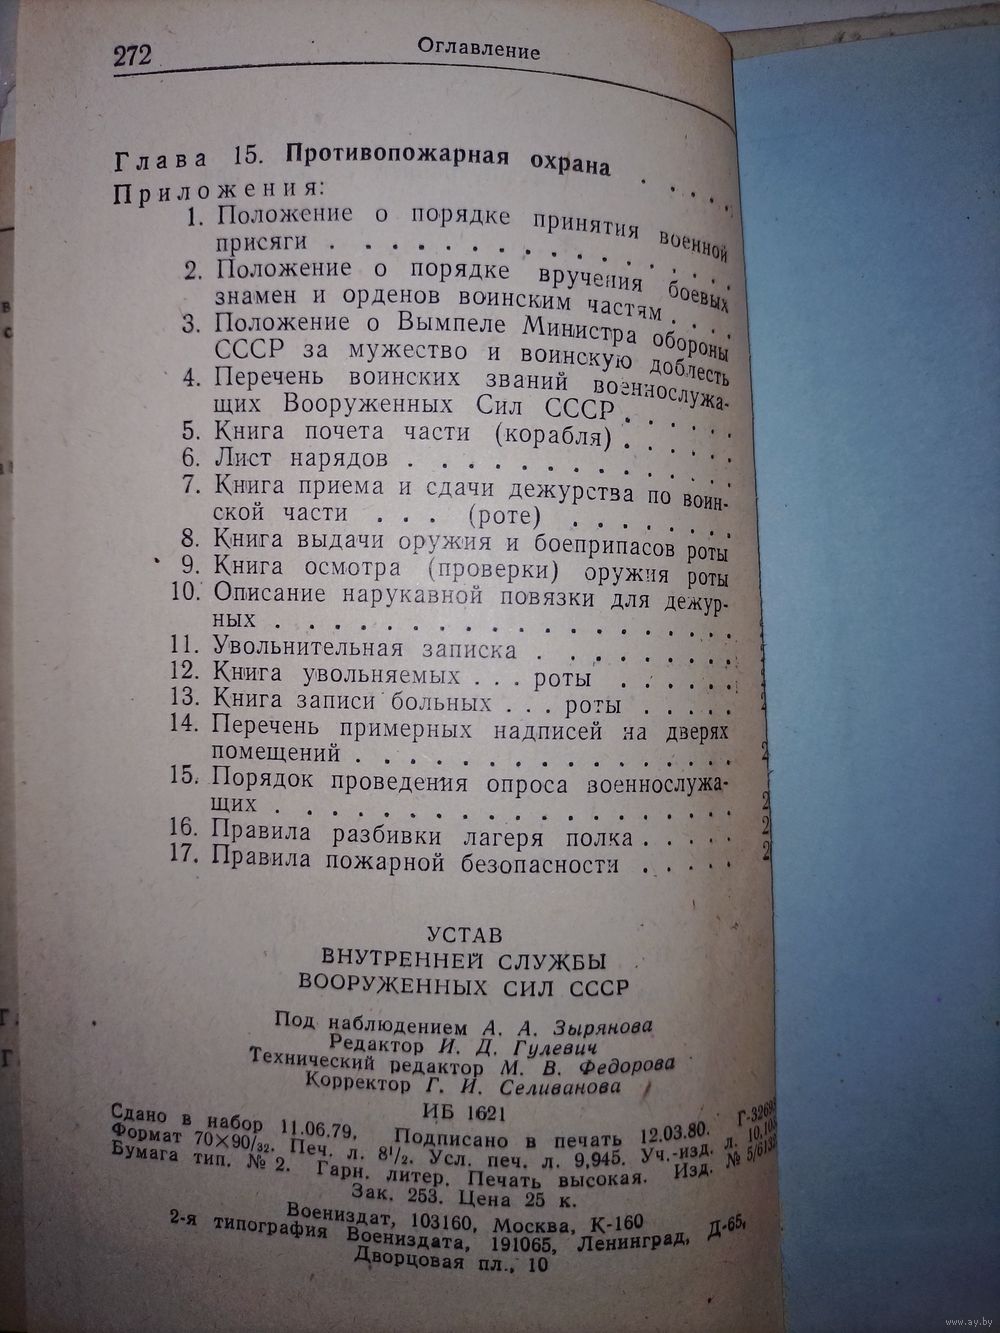 272
Оглавление
Глава 15. Противопожарная охрана . . . . .
Приложения:
1. Положение о порядке принятия военной
присяги . . . . . . . . . . . . . .
2. Положение о порядке вручения боевых
знамен и орденов воинским частям . . . .
3. Положение о Вымпеле Министра обороны
СССР за мужество и воинскую доблесть
4. Перечень воинских званий военнослужа-
щих Вооруженных Сил СССР . . . . . .
5. Книга почета части (корабля) . . . . . .
6. Лист нарядов . . . . . . . . . . . .
7. Книга приема и сдачи дежурства по воин-
ской части . . . (роте) . . . . . . .
8. Книга выдачи оружия и боеприпасов роты
9. Книга осмотра (проверки) оружия роты
10. Описание нарукавной повязки для дежур-
ных . . . . . . . . . . . . . . . .
11. Увольнительная записка . . . . . . . .
12. Книга увольняемых . . . роты . . . . . .
13. Книга записи больных . . . роты . . . . .
14. Перечень примерных надписей на дверях
помещений . . . . . . . . . . . . . . 2
15. Порядок проведения опроса военнослужа-
щих . . . . . . . . . . . . . . . . 2
16. Правила разбивки лагеря полка . . . . . 2
17. Правила пожарной безопасности . . . . . 2
УСТАВ
ВНУТРЕННЕЙ СЛУЖБЫ
ВООРУЖЕННЫХ СИЛ СССР
Под наблюдением А. А. Зырянова
Редактор И. Д. Гулевич
Технический редактор М. В. Федорова
Корректор Г. И. Селиванова
ИБ 1621
Сдано в набор 11.06.79. Подписано в печать 12.03.80.
Формат 70×90/32. Печ. л. 8½. Усл. печ. л. 9,945. Уч.-изд. л.
Бумага тип. № 2. Гарн. литер. Печать высокая. Изд. №
Зак. 253. Цена 25 к.
Воениздат, 103160, Москва, К-160
2-я типография Воениздата, 191065, Ленинград, Д-65,
Дворцовая пл., 10
www.ay.by